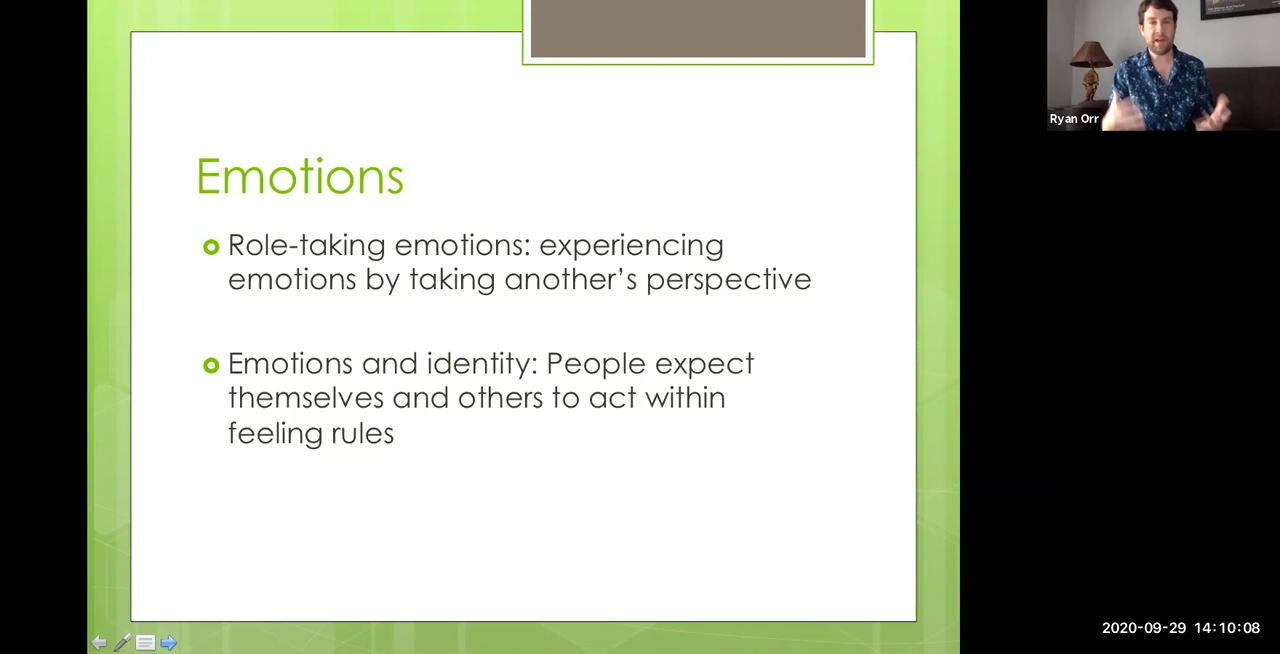 Emotions
Role-taking emotions: experiencing
emotions by taking another’s perspective
Emotions and identity: People expect
themselves and others to act within
feeling rules
Ryan Orr
2020-09-29 14:10:08